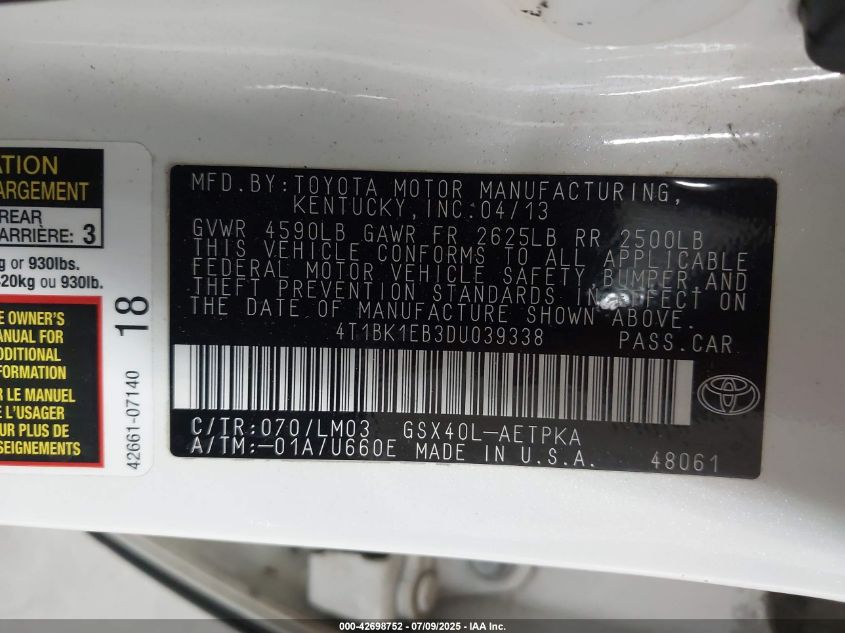 ATION
ARGEMENT
REAR
ARRIÈRE: 3
g or 930lbs.
420kg ou 930lb.
E OWNER'S
ANUAL FOR
DDITIONAL
FORMATION
R LE MANUEL
L'USAGER
UR PLUS DE
SEIGNEMENTS
42661-07140 18
MFD.BY:TOYOTA MOTOR MANUFACTURING,
KENTUCKY,INC.04/13
GVWR 4590LB GAWR FR 2625LB RR 2500LB
THIS VEHICLE CONFORMS TO ALL APPLICABLE
FEDERAL MOTOR VEHICLE SAFETY,BUMPER,AND
THEFT PREVENTION STANDARDS IN EFFECT ON
THE DATE OF MANUFACTURE SHOWN ABOVE.
4T1BK1EB3DU039338 PASS.CAR
C/TR:070/LM03 GSX40L-AETPKA
A/TM:-01A/U660E MADE IN U.S.A. 48061
000-42698752 - 07/09/2025 - IAA Inc.